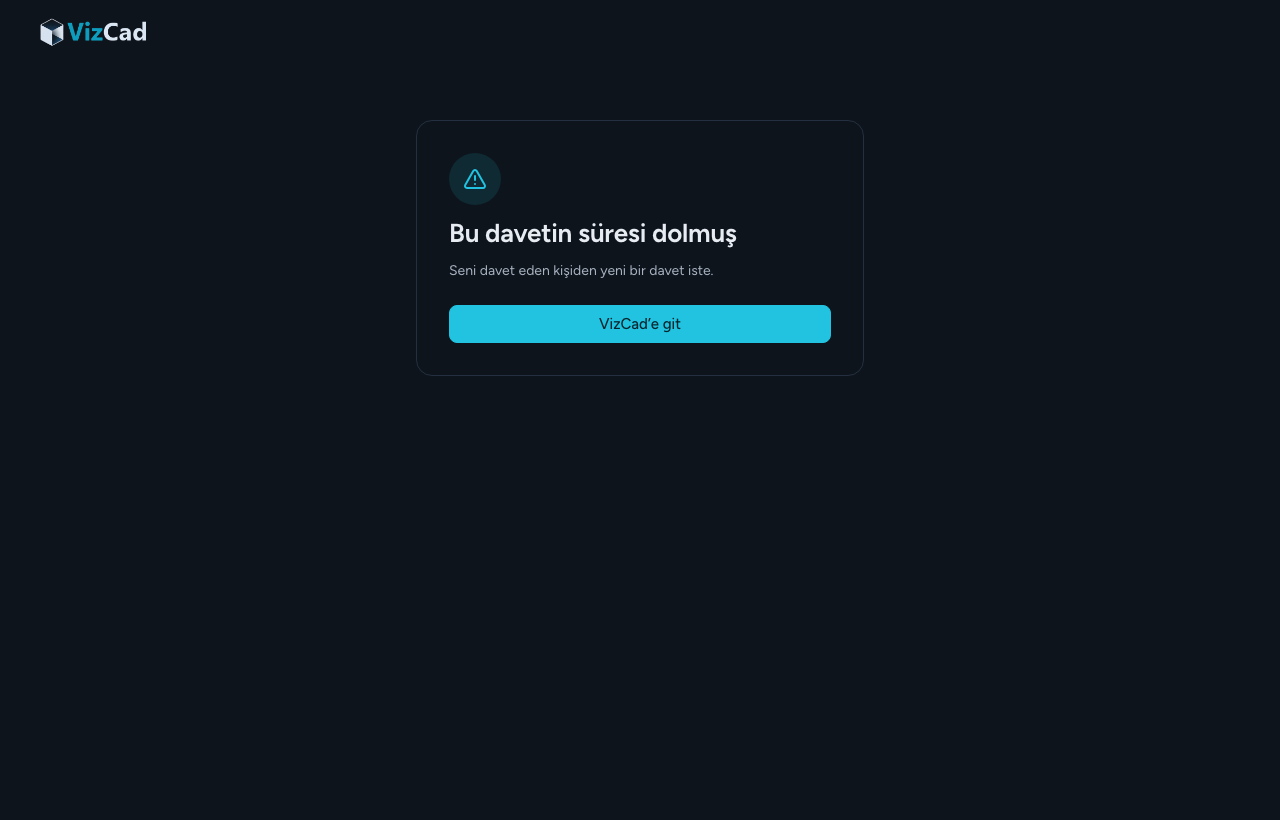 VizCad
Bu davetin süresi dolmuş
Seni davet eden kişiden yeni bir davet iste.
VizCad’e git